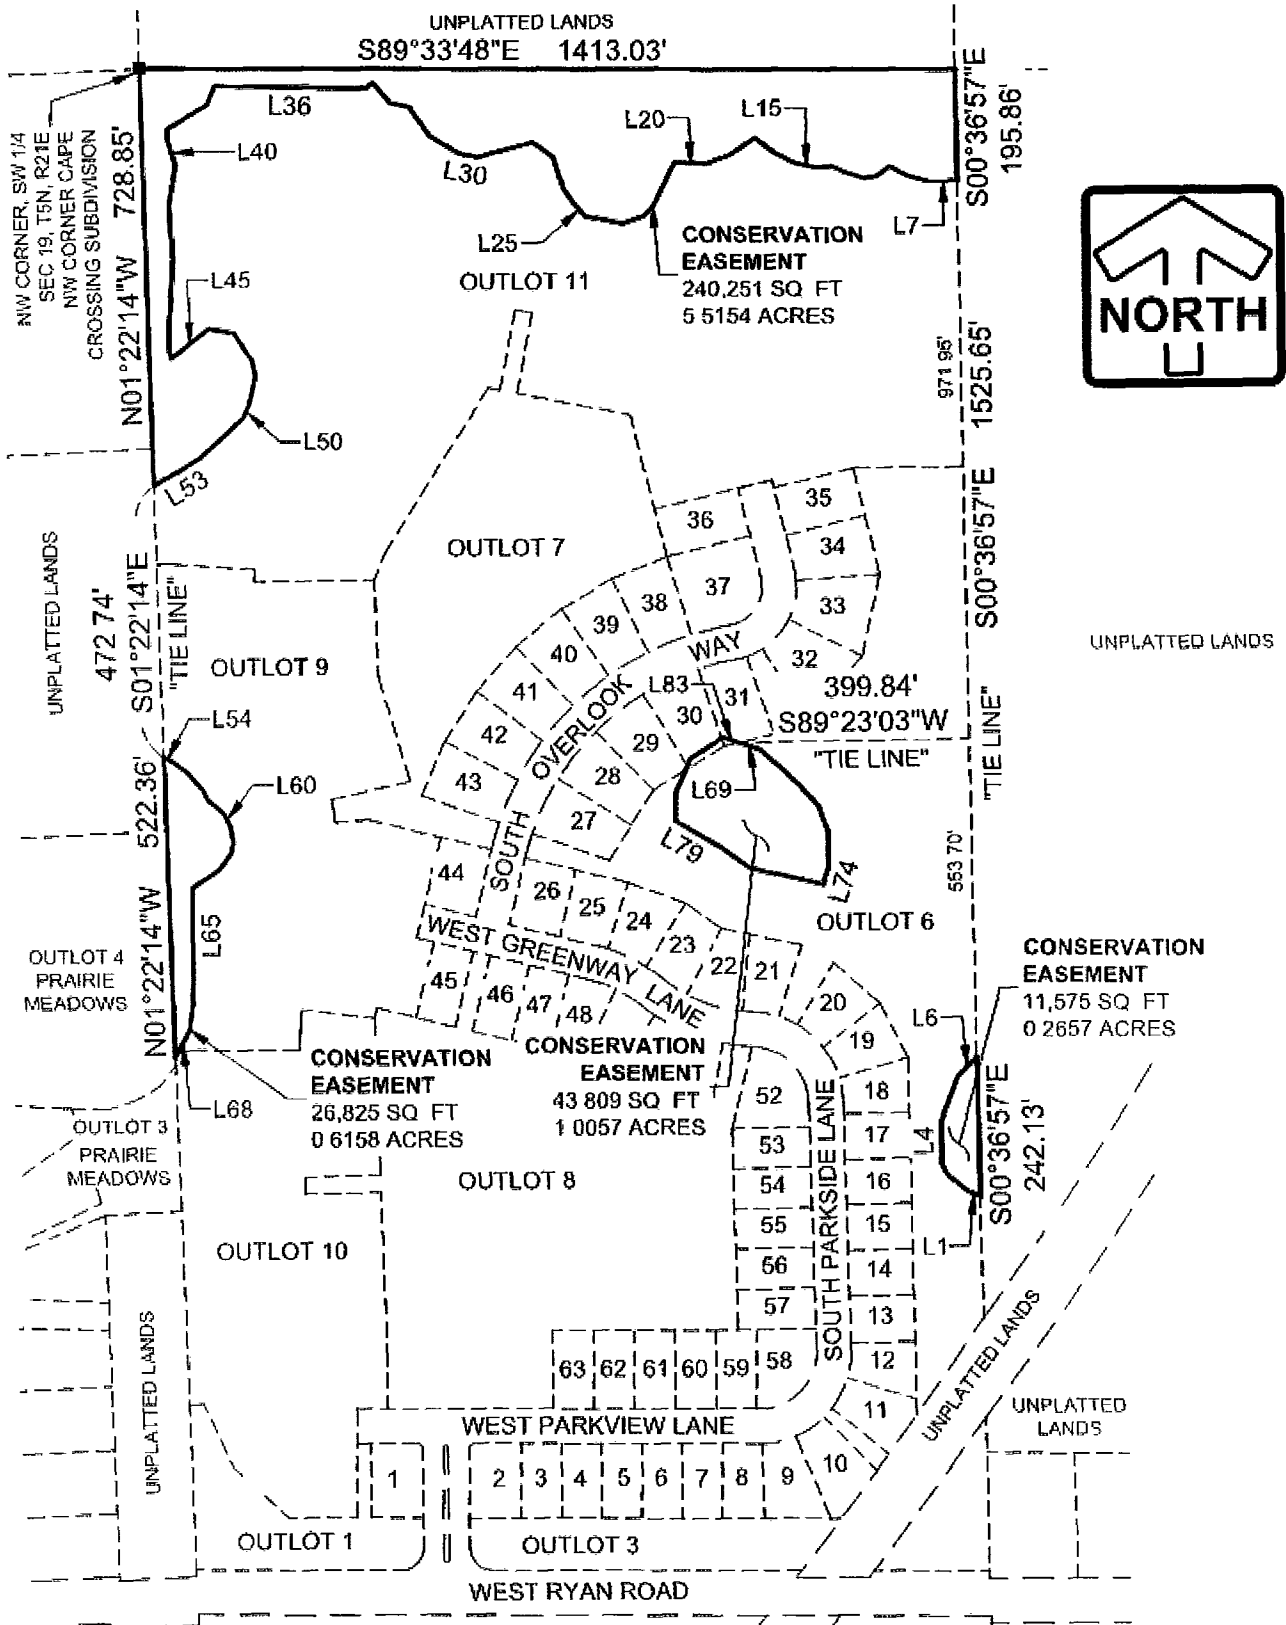 UNPLATTED LANDS
S89°33'48"E 1413.03'
S00°36'57"E
195.86'
NW CORNER, SW 1/4
SEC 19, T5N, R21E
NW CORNER CAPE
CROSSING SUBDIVISION
N01°22'14"W 728.85'
L36
L40
L30
L20
L15
L7
L25
L45
L50
L53
CONSERVATION
EASEMENT
240,251 SQ FT
5 5154 ACRES
OUTLOT 11
NORTH
971 95'
1525.65'
S00°36'57"E
"TIE LINE"
UNPLATTED LANDS
UNPLATTED LANDS
472 74'
S01°22'14"E
"TIE LINE"
OUTLOT 7
OUTLOT 9
36
35
34
33
32
37
38
39
40
41
42
43
SOUTH OVERLOOK WAY
31
30
29
28
27
L83
399.84'
S89°23'03"W
"TIE LINE"
L69
L79
L74
553 70'
OUTLOT 6
L54
L60
L65
522.36'
N01°22'14"W
OUTLOT 4
PRAIRIE
MEADOWS
44
26
25
24
23
22
21
20
19
WEST GREENWAY LANE
45
46
47
48
CONSERVATION
EASEMENT
11,575 SQ FT
0 2657 ACRES
L6
L4
L1
S00°36'57"E
242.13'
CONSERVATION
EASEMENT
26,825 SQ FT
0 6158 ACRES
CONSERVATION
EASEMENT
43 809 SQ FT
1 0057 ACRES
L68
OUTLOT 3
PRAIRIE
MEADOWS
OUTLOT 8
OUTLOT 10
52
53
54
55
56
57
58
18
17
16
15
14
13
12
11
10
SOUTH PARKSIDE LANE
63
62
61
60
59
WEST PARKVIEW LANE
UNPLATTED LANDS
UNPLATTED LANDS
UNPLATTED
LANDS
1
2
3
4
5
6
7
8
9
OUTLOT 1
OUTLOT 3
WEST RYAN ROAD